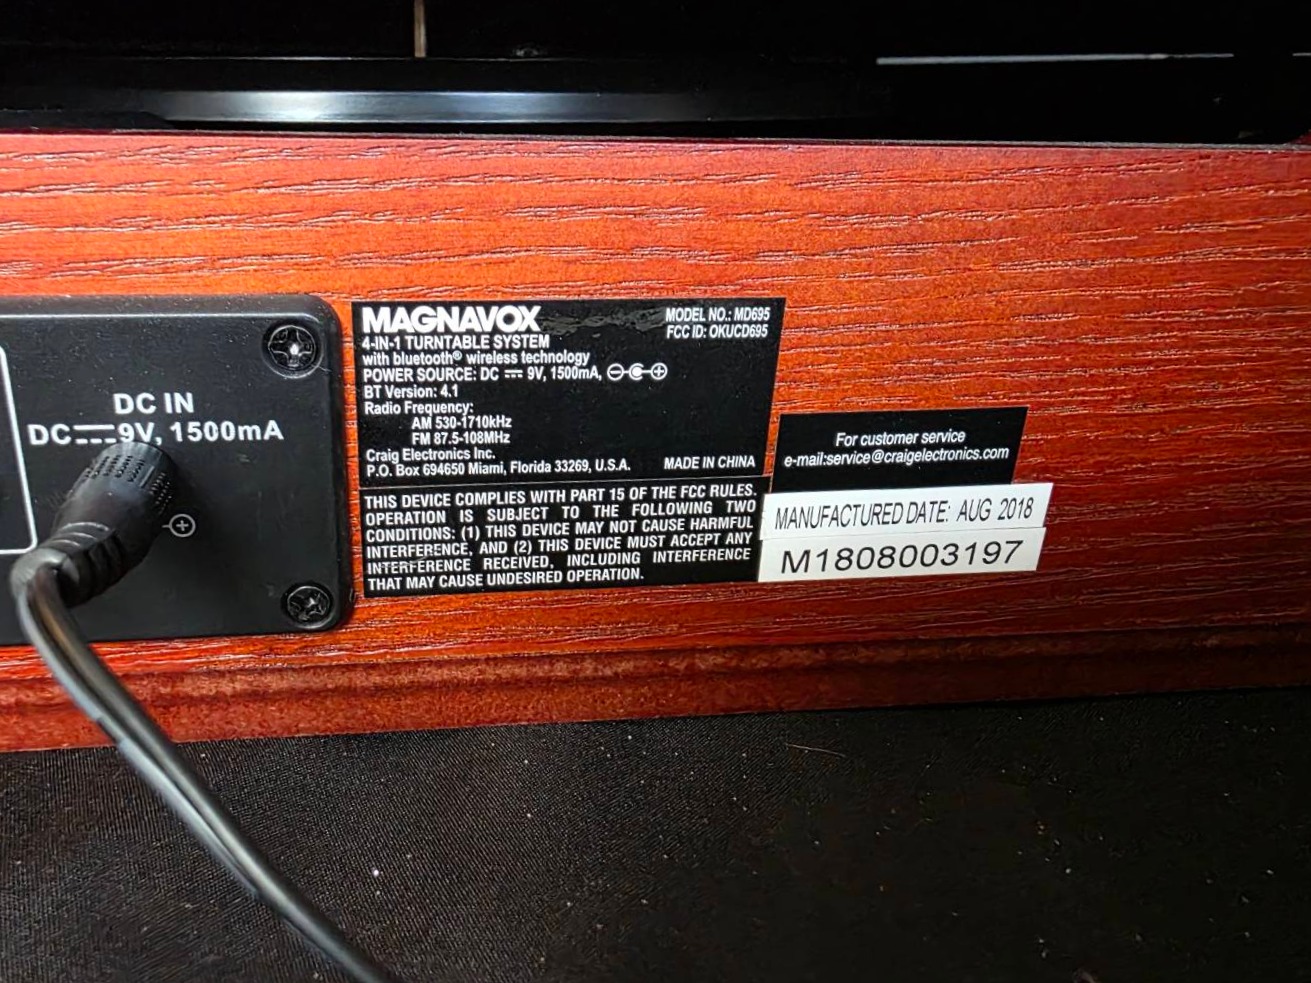 DC IN
DC 9V, 1500mA
MAGNAVOX
MODEL NO.: MD695
4-IN-1 TURNTABLE SYSTEM
FCC ID: OKUCD695
with bluetooth® wireless technology
POWER SOURCE: DC 9V, 1500mA,
BT Version: 4.1
Radio Frequency:
AM 530-1710kHz
FM 87.5-108MHz
Craig Electronics Inc.
P.O. Box 694650 Miami, Florida 33269, U.S.A.
MADE IN CHINA
THIS DEVICE COMPLIES WITH PART 15 OF THE FCC RULES.
OPERATION IS SUBJECT TO THE FOLLOWING TWO
CONDITIONS: (1) THIS DEVICE MAY NOT CAUSE HARMFUL
INTERFERENCE, AND (2) THIS DEVICE MUST ACCEPT ANY
INTERFERENCE RECEIVED, INCLUDING INTERFERENCE
THAT MAY CAUSE UNDESIRED OPERATION.
For customer service
e-mail:service@craigelectronics.com
MANUFACTURED DATE: AUG 2018
M1808003197